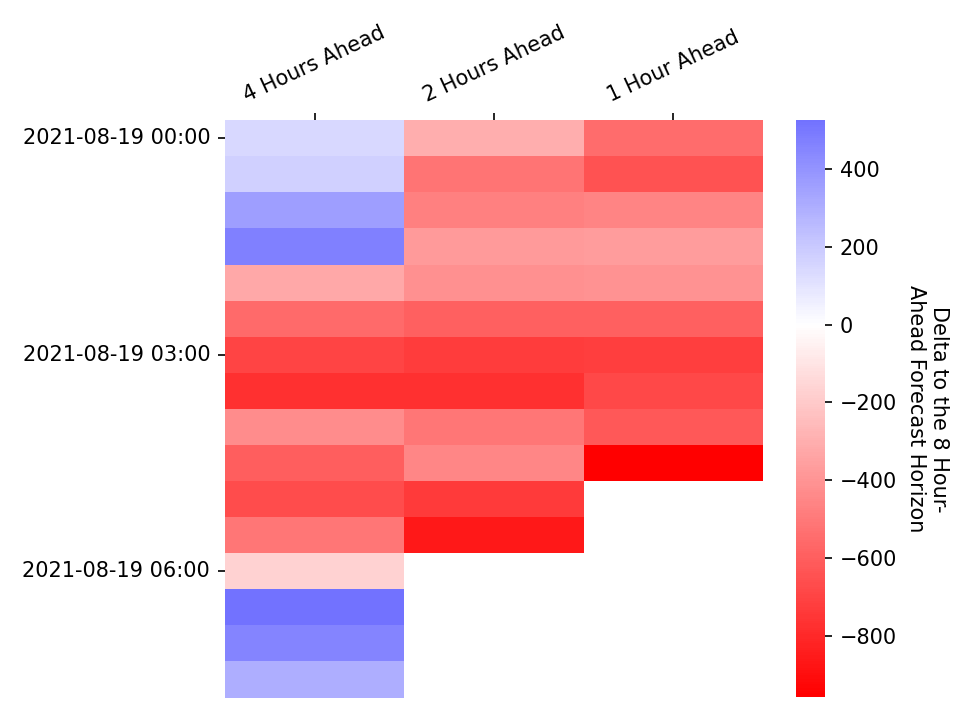 4 Hours Ahead
2 Hours Ahead
1 Hour Ahead
2021-08-19 00:00
2021-08-19 03:00
2021-08-19 06:00
400
200
0
−200
−400
−600
−800
Delta to the 8 Hour-
Ahead Forecast Horizon